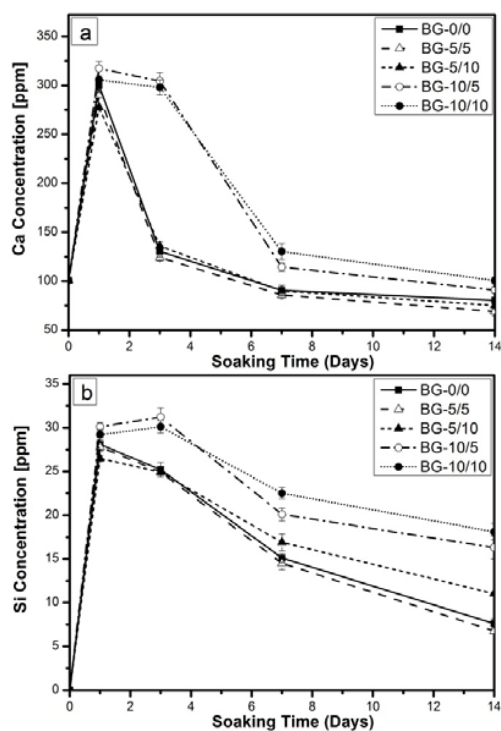 a
BG-0/0
BG-5/5
BG-5/10
BG-10/5
BG-10/10
Ca Concentration [ppm]
350
300
250
200
150
100
50
0 2 4 6 8 10 12 14
Soaking Time (Days)
b
BG-0/0
BG-5/5
BG-5/10
BG-10/5
BG-10/10
Si Concentration [ppm]
35
30
25
20
15
10
5
0
0 2 4 6 8 10 12 14
Soaking Time (Days)